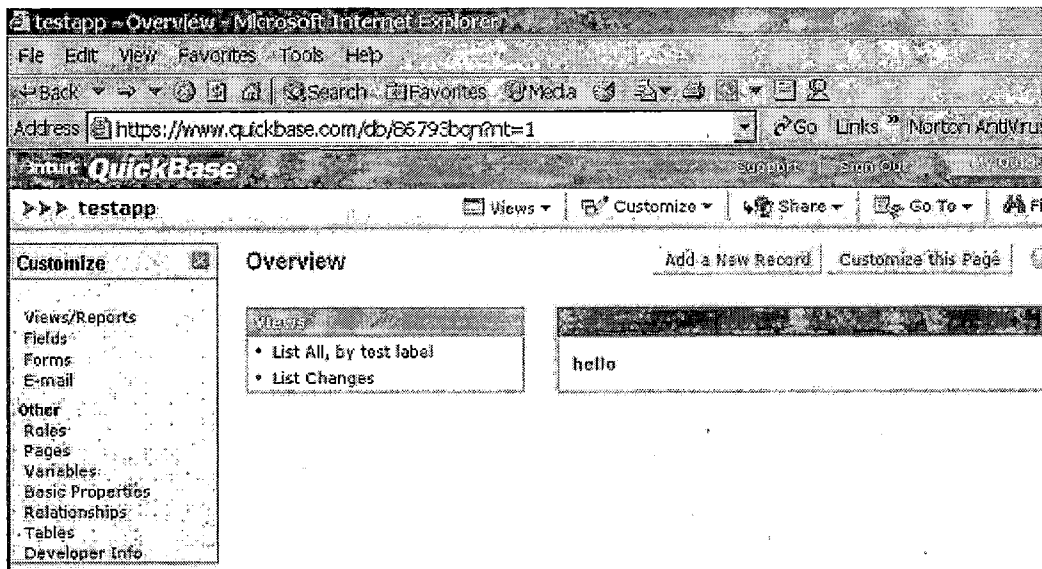 testapp - Overview - Microsoft Internet Explorer
File Edit View Favorites Tools Help
Back Search Favorites Media
Address https://www.quickbase.com/db/86793bqn?nt=1 Go Links » Norton AntiVirus
Intuit QuickBase Support Sign Out
testapp Views Customize Share Go To Fi
Customize
Overview Add a New Record Customize this Page
Views/Reports
Fields
Forms
E-mail
Other
Roles
Pages
Variables
Basic Properties
Relationships
Tables
Developer Info
Views
• List All, by test label
• List Changes
hello